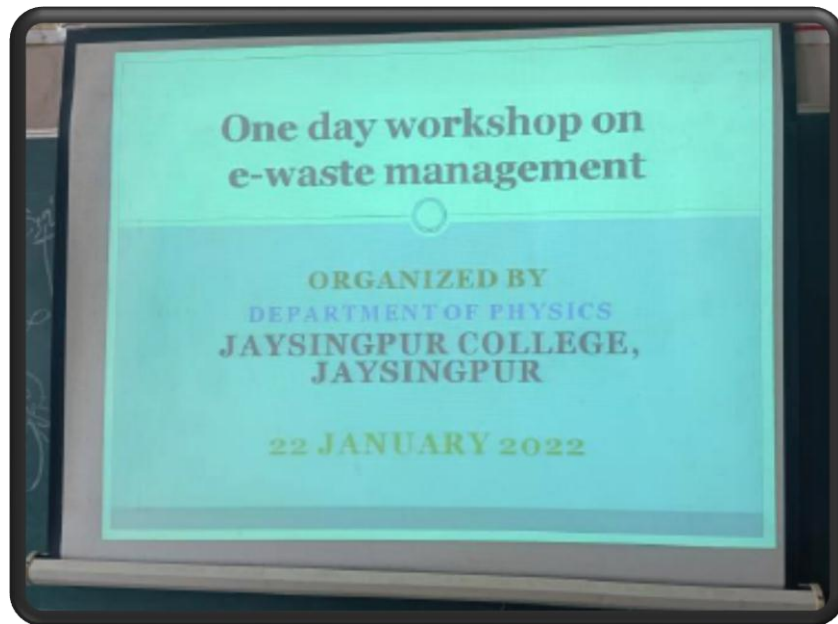 One day workshop on
e-waste management
ORGANIZED BY
DEPARTMENT OF PHYSICS
JAYSINGPUR COLLEGE,
JAYSINGPUR
22 JANUARY 2022